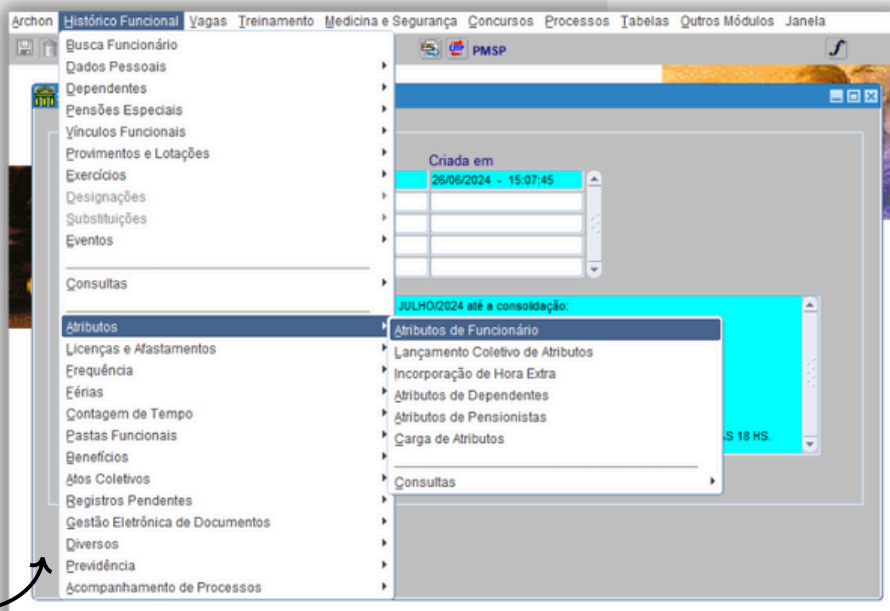 Archon Histórico Funcional Vagas Treinamento Medicina e Segurança Concursos Processos Tabelas Outros Módulos Janela
PMSP
Busca Funcionário
Dados Pessoais
Dependentes
Pensões Especiais
Vínculos Funcionais
Provimentos e Lotações
Exercícios
Designações
Substituições
Eventos
Consultas
Atributos
Licenças e Afastamentos
Frequência
Férias
Contagem de Tempo
Pastas Funcionais
Benefícios
Atos Coletivos
Registros Pendentes
Gestão Eletrônica de Documentos
Diversos
Previdência
Acompanhamento de Processos
Criada em
26/06/2024 - 15:07:45
JULHO/2024 até a consolidação:
Atributos de Funcionário
Lançamento Coletivo de Atributos
Incorporação de Hora Extra
Atributos de Dependentes
Atributos de Pensionistas
Carga de Atributos
Consultas
S 18 HS.